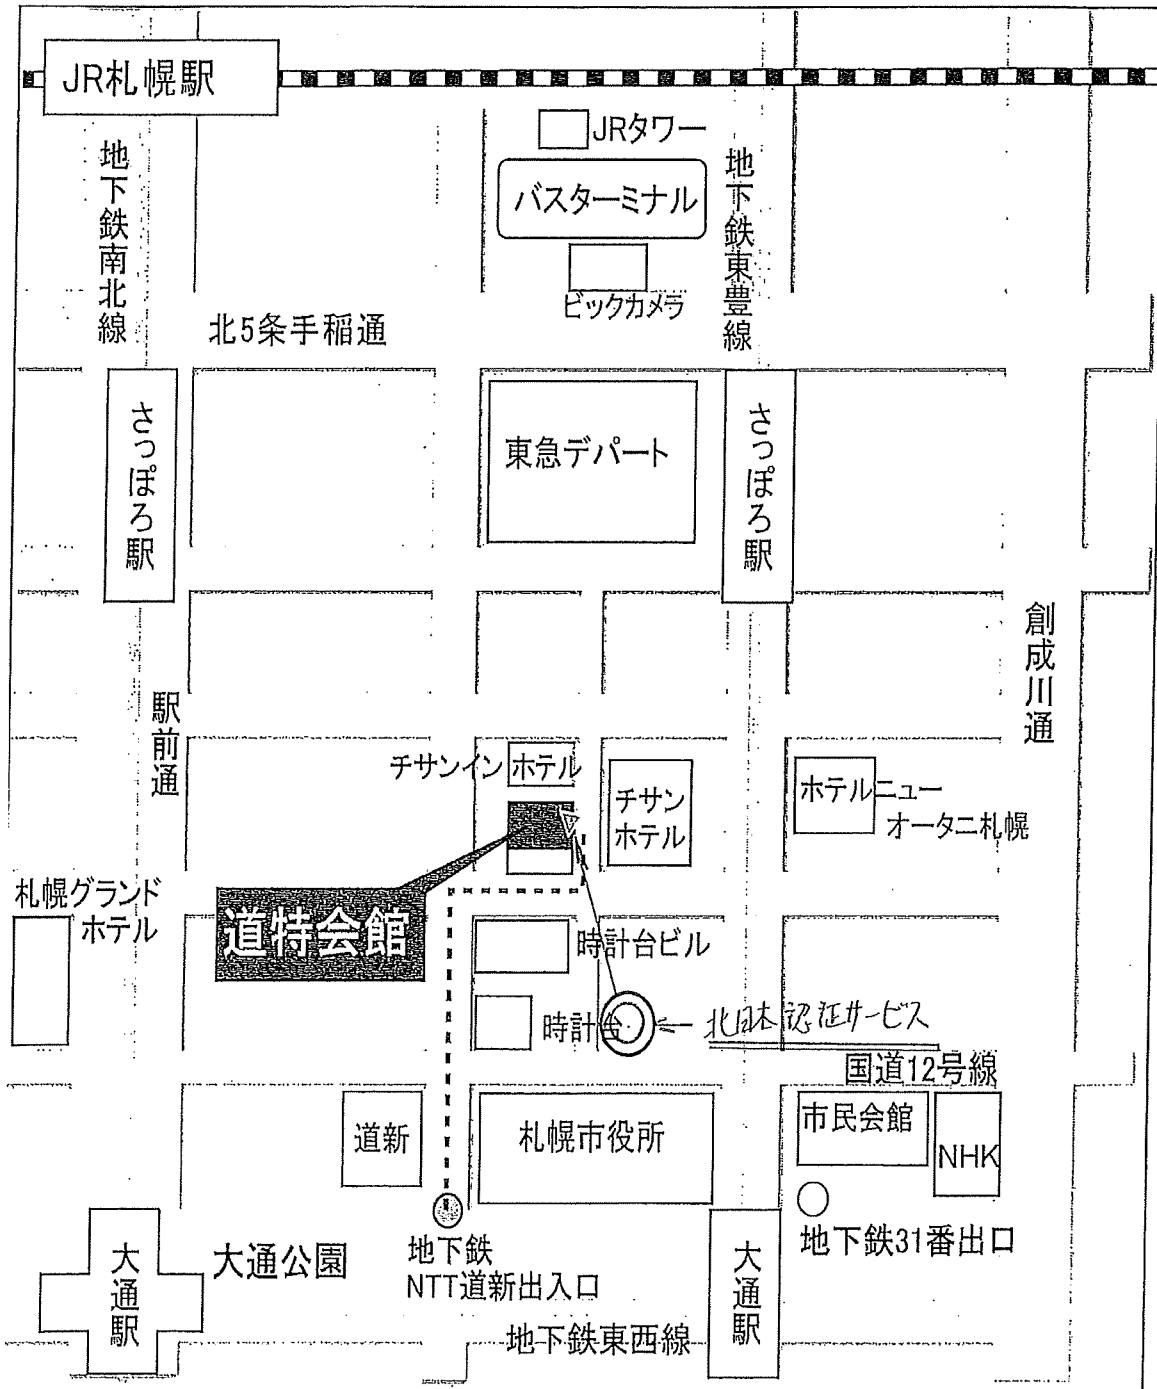 JR札幌駅
JRタワー
バスターミナル
ビックカメラ
地下鉄南北線
地下鉄東豊線
北5条手稲通
さっぽろ駅
東急デパート
さっぽろ駅
創成川通
駅前通
チサンイン ホテル
チサン
ホテル
ホテルニュー
オータニ札幌
札幌グランド
ホテル
道特会館
時計台ビル
時計台
北日本認証サービス
国道12号線
道新
札幌市役所
市民会館
NHK
地下鉄31番出口
大通駅
大通公園
地下鉄
NTT道新出入口
大通駅
地下鉄東西線